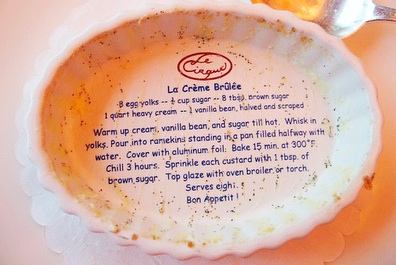 Le
Cirque
La Crème Brûlée
8 egg yolks -- ½ cup sugar -- 8 tbsp. brown sugar
1 quart heavy cream -- 1 vanilla bean, halved and scraped
Warm up cream, vanilla bean, and sugar till hot. Whisk in
yolks. Pour into ramekins standing in a pan filled halfway with
water. Cover with aluminum foil. Bake 15 min. at 300°F.
Chill 3 hours. Sprinkle each custard with 1 tbsp. of
brown sugar. Top glaze with oven broiler or torch.
Serves eight.
Bon Appetit!